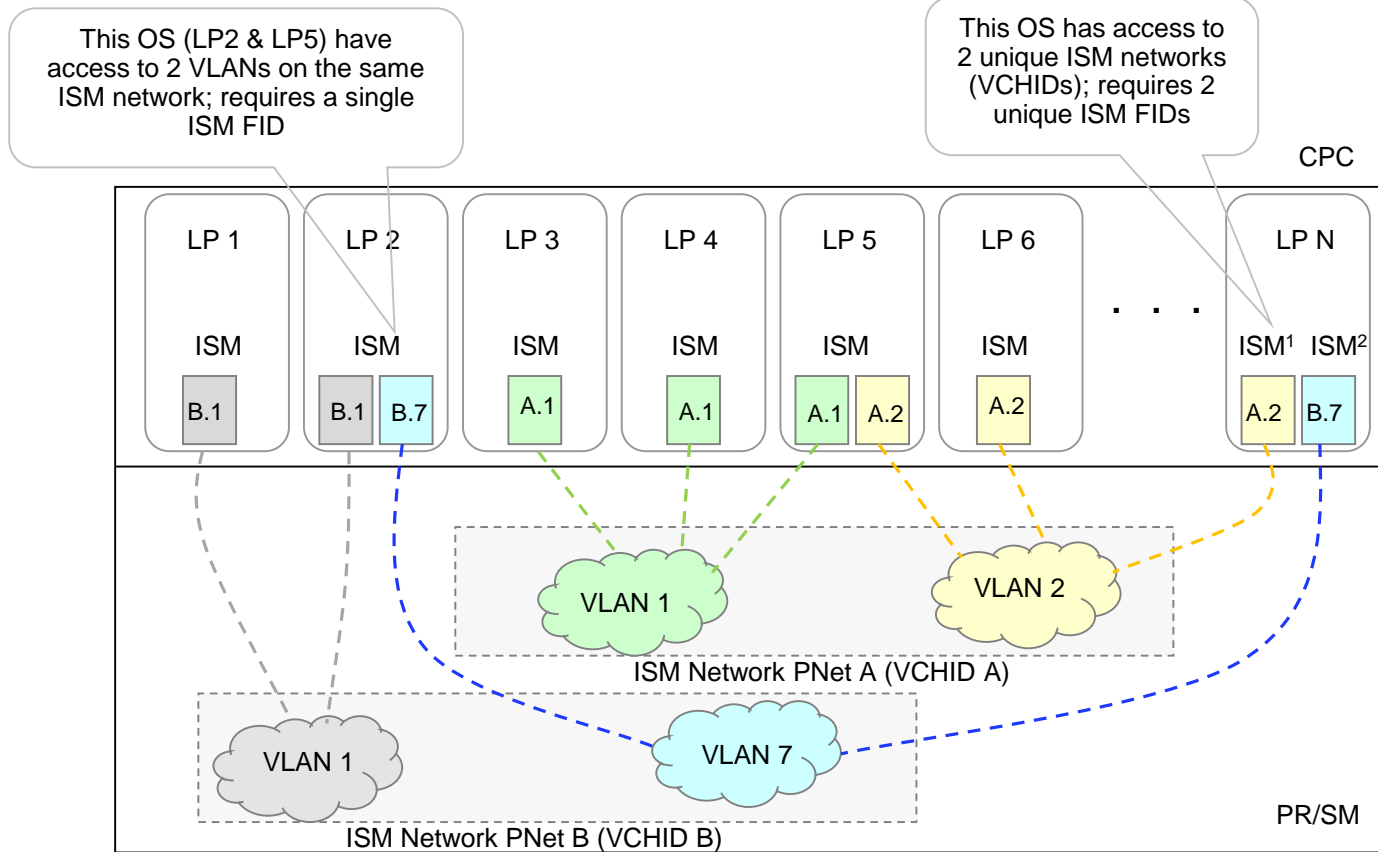 This OS (LP2 & LP5) have
access to 2 VLANs on the same
ISM network; requires a single
ISM FID
This OS has access to
2 unique ISM networks
(VCHIDs); requires 2
unique ISM FIDs
CPC
LP 1
LP 2
LP 3
LP 4
LP 5
LP 6
LP N
. . .
ISM
ISM
ISM
ISM
ISM
ISM
ISM¹
ISM²
B.1
B.1
B.7
A.1
A.1
A.1
A.2
A.2
A.2
B.7
VLAN 1
VLAN 2
ISM Network PNet A (VCHID A)
VLAN 1
VLAN 7
ISM Network PNet B (VCHID B)
PR/SM